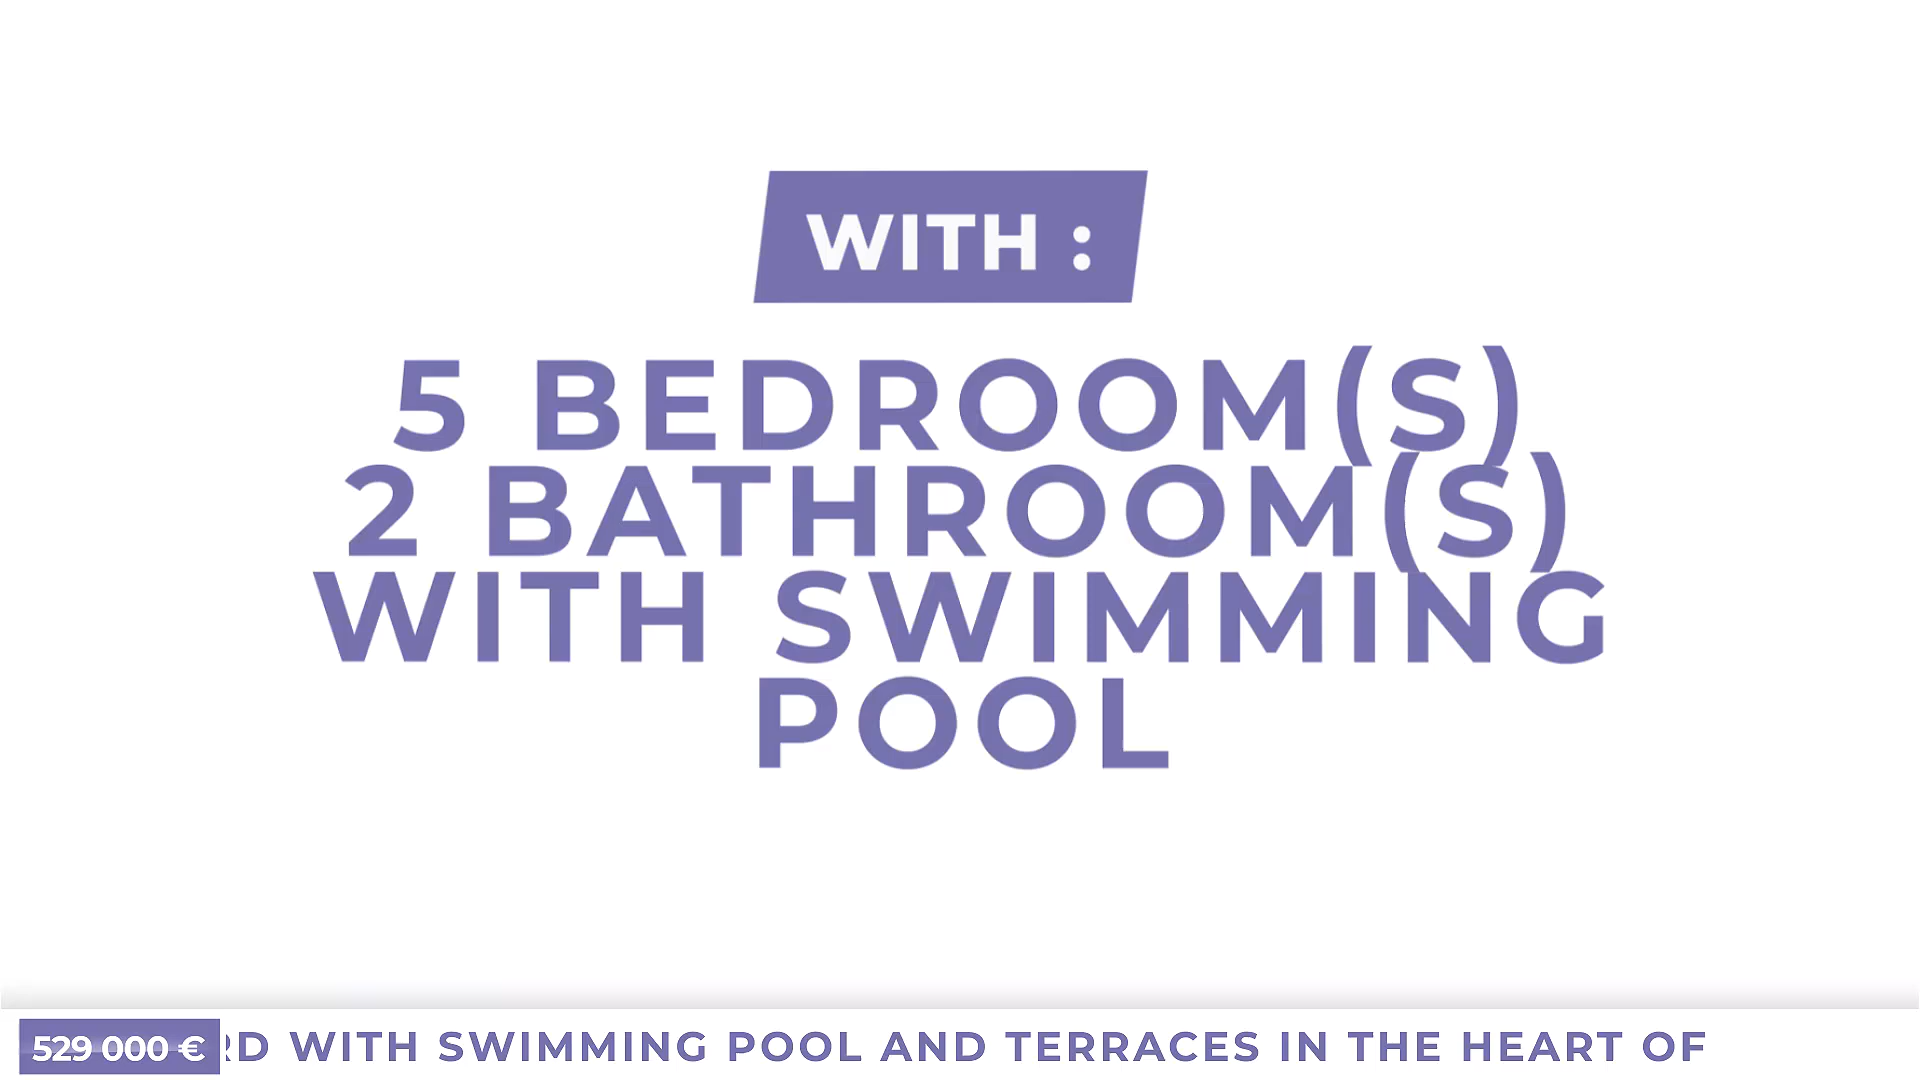 WITH :
5 BEDROOM(S)
2 BATHROOM(S)
WITH SWIMMING
POOL
529 000 € RD WITH SWIMMING POOL AND TERRACES IN THE HEART OF